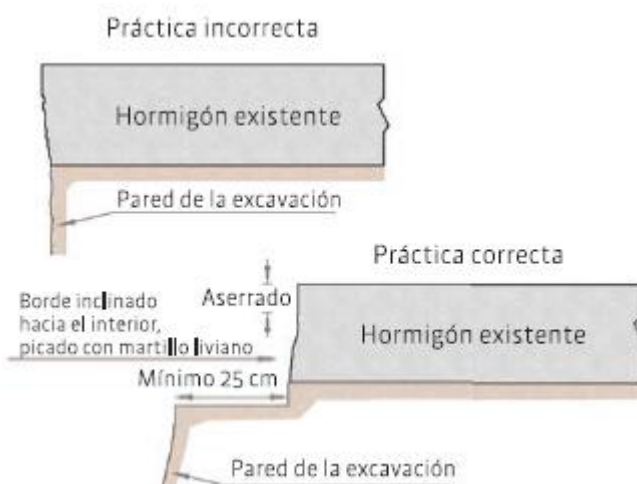 Práctica incorrecta
Hormigón existente
Pared de la excavación
Práctica correcta
Borde inclinado
hacia el interior,
picado con martillo liviano
Aserrado
Hormigón existente
Mínimo 25 cm
Pared de la excavación